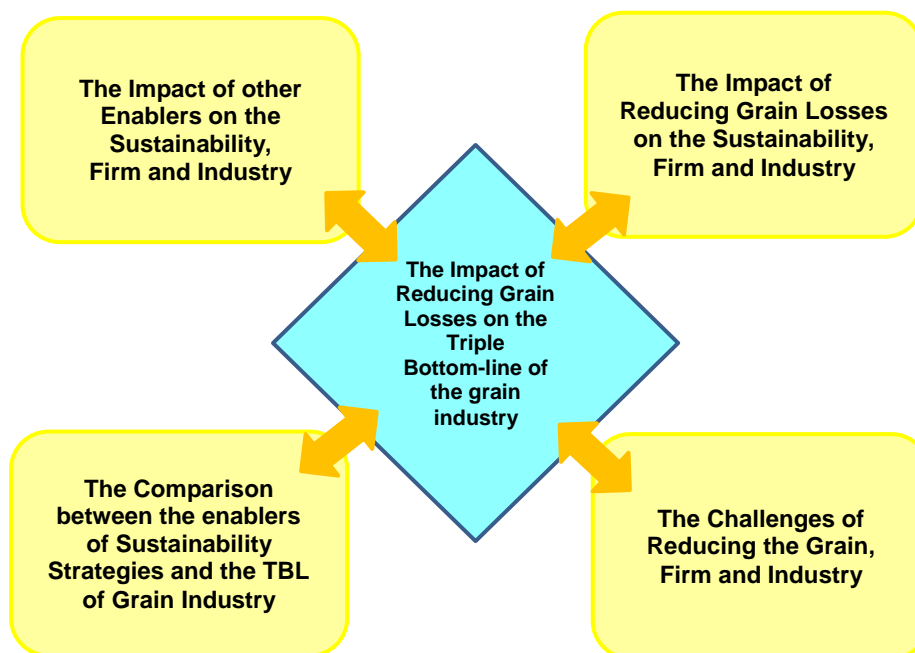 The Impact of other
Enablers on the
Sustainability,
Firm and Industry
The Impact of
Reducing Grain Losses
on the Sustainability,
Firm and Industry
The Impact of
Reducing Grain
Losses on the
Triple
Bottom-line of
the grain
industry
The Comparison
between the enablers
of Sustainability
Strategies and the TBL
of Grain Industry
The Challenges of
Reducing the Grain,
Firm and Industry